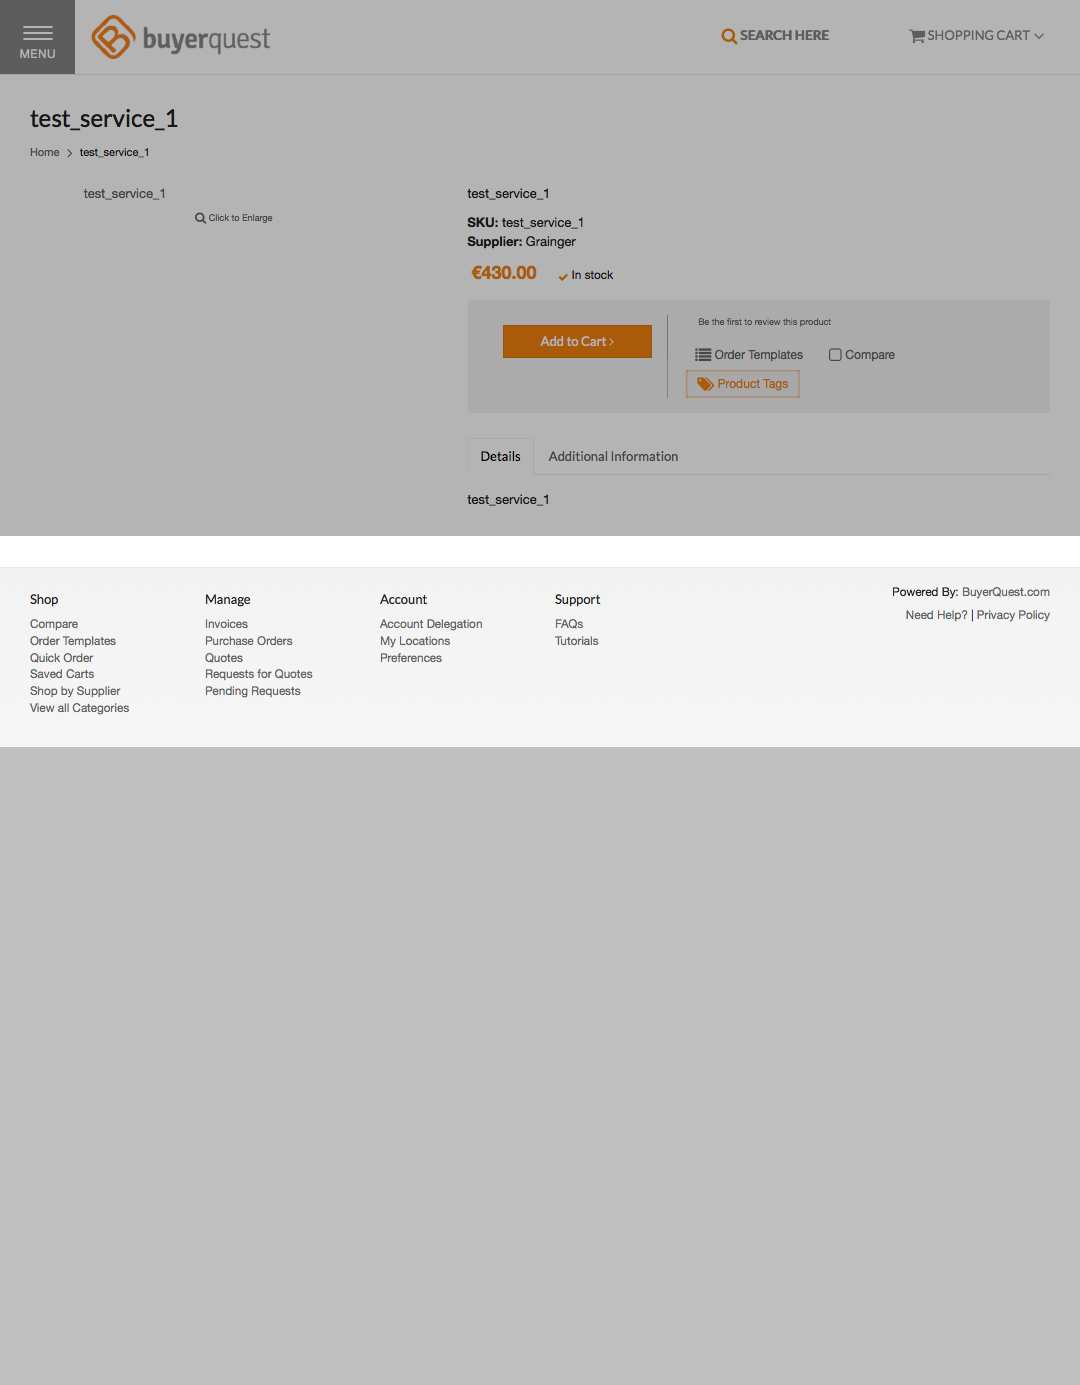 MENU
buyerquest
SEARCH HERE
SHOPPING CART
test_service_1
Home > test_service_1
test_service_1
Click to Enlarge
test_service_1
SKU: test_service_1
Supplier: Grainger
€430.00 In stock
Add to Cart ›
Be the first to review this product
Order Templates Compare
Product Tags
Details Additional Information
test_service_1
Shop
Compare
Order Templates
Quick Order
Saved Carts
Shop by Supplier
View all Categories
Manage
Invoices
Purchase Orders
Quotes
Requests for Quotes
Pending Requests
Account
Account Delegation
My Locations
Preferences
Support
FAQs
Tutorials
Powered By: BuyerQuest.com
Need Help? | Privacy Policy